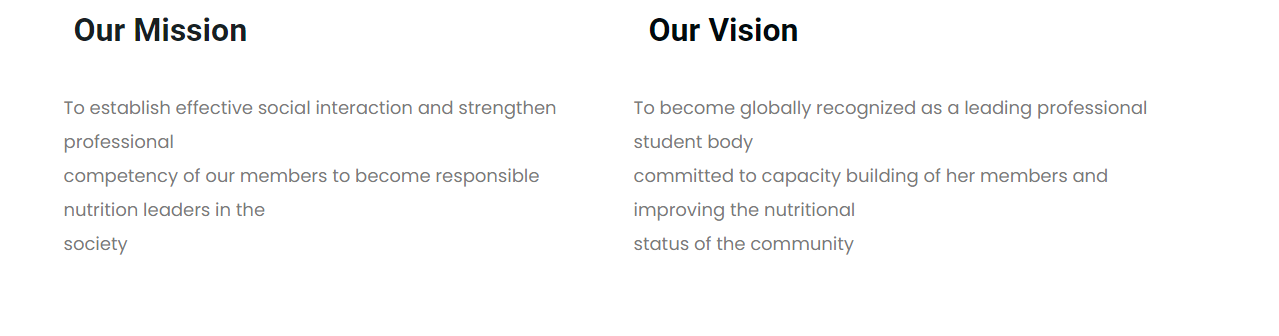 Our Mission
To establish effective social interaction and strengthen
professional
competency of our members to become responsible
nutrition leaders in the
society
Our Vision
To become globally recognized as a leading professional
student body
committed to capacity building of her members and
improving the nutritional
status of the community